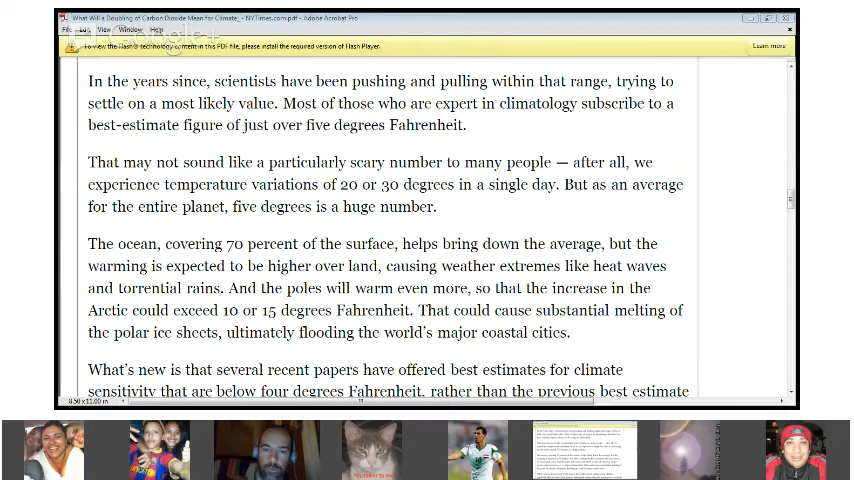 What Will a Doubling of Carbon Dioxide Mean for Climate_ - NYTimes.com.pdf - Adobe Acrobat Pro
File Edit View Window Help
Google+
To view the Flash® technology content in this PDF file, please install the required version of Flash Player.
Learn more
In the years since, scientists have been pushing and pulling within that range, trying to
settle on a most likely value. Most of those who are expert in climatology subscribe to a
best-estimate figure of just over five degrees Fahrenheit.
That may not sound like a particularly scary number to many people — after all, we
experience temperature variations of 20 or 30 degrees in a single day. But as an average
for the entire planet, five degrees is a huge number.
The ocean, covering 70 percent of the surface, helps bring down the average, but the
warming is expected to be higher over land, causing weather extremes like heat waves
and torrential rains. And the poles will warm even more, so that the increase in the
Arctic could exceed 10 or 15 degrees Fahrenheit. That could cause substantial melting of
the polar ice sheets, ultimately flooding the world's major coastal cities.
What's new is that several recent papers have offered best estimates for climate
sensitivity that are below four degrees Fahrenheit, rather than the previous best estimate
8.50 x 11.00 in